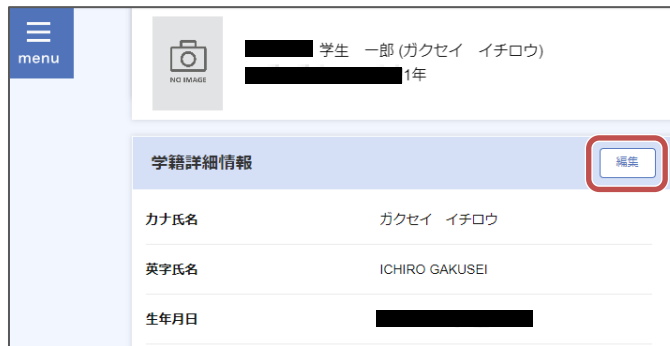 menu
NO IMAGE
学生　一郎 (ガクセイ　イチロウ)
1年
学籍詳細情報
編集
カナ氏名 ガクセイ　イチロウ
英字氏名 ICHIRO GAKUSEI
生年月日